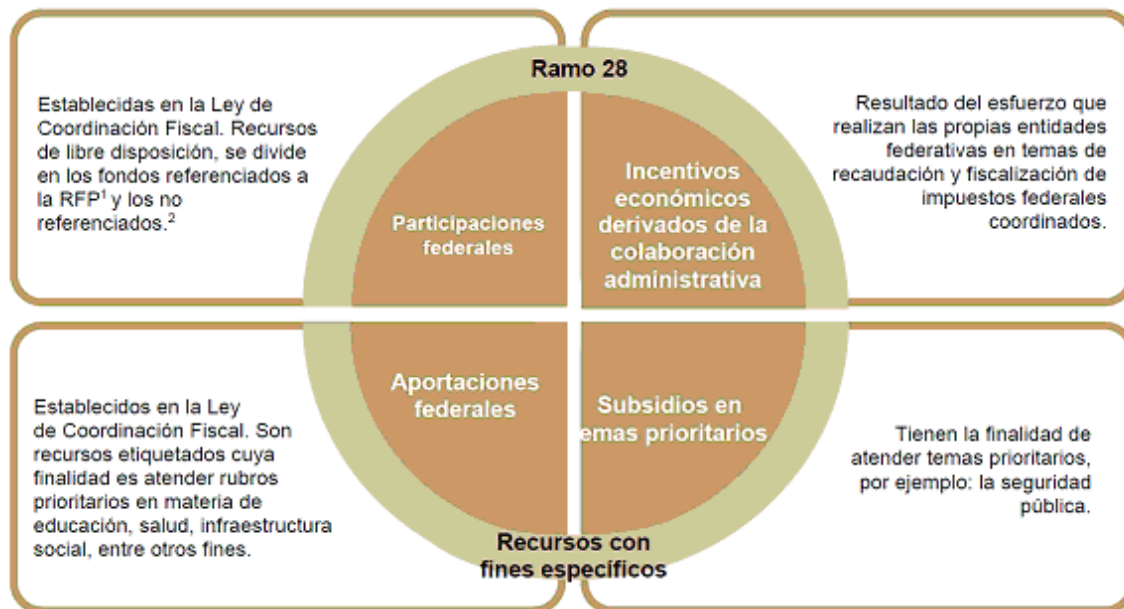 Ramo 28
Establecidas en la Ley de
Coordinación Fiscal. Recursos
de libre disposición, se divide
en los fondos referenciados a
la RFP¹ y los no
referenciados.²
Participaciones
federales
Incentivos
económicos
derivados de la
colaboración
administrativa
Resultado del esfuerzo que
realizan las propias entidades
federativas en temas de
recaudación y fiscalización de
impuestos federales
coordinados.
Establecidos en la Ley
de Coordinación Fiscal. Son
recursos etiquetados cuya
finalidad es atender rubros
prioritarios en materia de
educación, salud, infraestructura
social, entre otros fines.
Aportaciones
federales
Subsidios en
emas prioritarios
Tienen la finalidad de
atender temas prioritarios,
por ejemplo: la seguridad
pública.
Recursos con
fines específicos